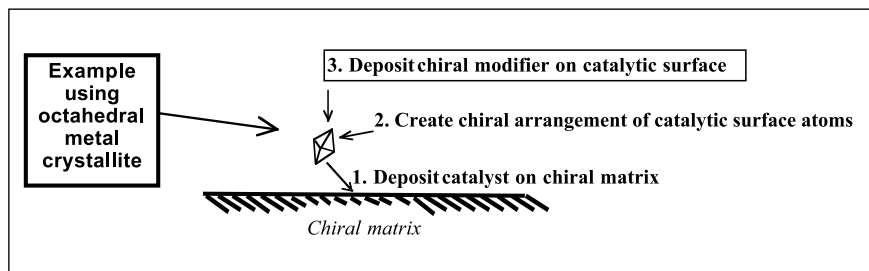 Example
using
octahedral
metal
crystallite
3. Deposit chiral modifier on catalytic surface
2. Create chiral arrangement of catalytic surface atoms
1. Deposit catalyst on chiral matrix
Chiral matrix